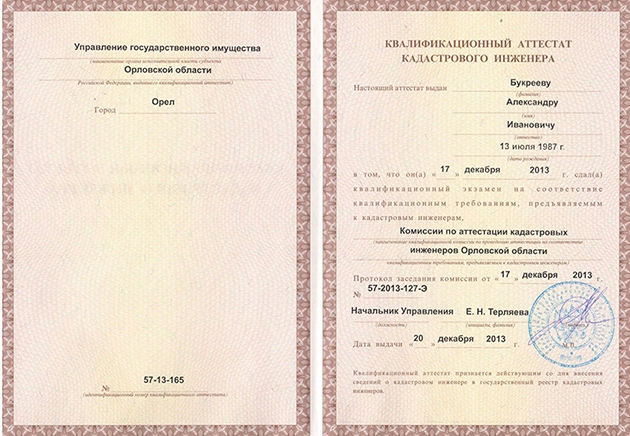 Управление государственного имущества
(наименование органа исполнительной власти субъекта
Орловской области
Российской Федерации, выдавшего квалификационный аттестат)
Город Орел
№ 57-13-165
(идентификационный номер квалификационного аттестата)
КВАЛИФИКАЦИОННЫЙ АТТЕСТАТ
КАДАСТРОВОГО ИНЖЕНЕРА
Настоящий аттестат выдан Букрееву
(фамилия)
Александру
(имя)
Ивановичу
(отчество)
13 июля 1987 г.
(дата рождения)
в том, что он(а) «17» декабря 2013 г. сдал(а)
квалификационный экзамен на соответствие
квалификационным требованиям, предъявляемым
к кадастровым инженерам,
Комиссии по аттестации кадастровых
(наименование квалификационной комиссии по проведению аттестации на соответствие
инженеров Орловской области
квалификационным требованиям, предъявляемым к кадастровым инженерам)
Протокол заседания комиссии от «17» декабря 2013 г.
№ 57-2013-127-Э
Начальник Управления Е. Н. Терляева
(должность) (инициалы, фамилия) (подпись)
Дата выдачи «20» декабря 2013 г. М.П.
Квалификационный аттестат признается действующим со дня внесения
сведений о кадастровом инженере в государственный реестр кадастровых
инженеров.